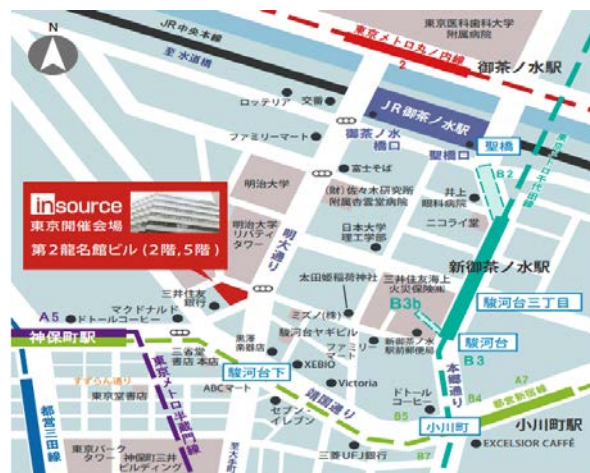 N
JR中央本線
至 水道橋
東京メトロ丸ノ内線
2
東京医科歯科大学
附属病院
御茶ノ水駅
ロッテリア
交番
JR御茶ノ水駅
ファミリーマート
御茶ノ水
橋口
聖橋口
聖橋
東京メトロ千代田線
富士そば
B2
insource
東京開催会場
第2龍名館ビル(2階,5階)
明治大学
(財)佐々木研究所
附属杏雲堂病院
井上
眼科病院
明治大学
リバティ
タワー
明大通り
日本大学
理工学部
ニコライ堂
新御茶ノ水駅
太田姫稲荷神社
三井住友海上
火災保険㈱
駿河台三丁目
三井住友
銀行
B3b
A5
マクドナルド
ドトールコーヒー
ミズノ(株)
駿河台
神保町駅
黒澤
楽器店
駿河台ヤギビル
新御茶ノ水
駅前郵便局
B3
三省堂
書店 本店
ファミリー
マート
XEBIO
駿河台下
本郷通り
すずらん通り
東京メトロ半蔵門線
ABCマート
Victoria
ドトール
コーヒー
A7
東京堂書店
靖国通り
B4
都営新宿線
都営三田線
セブン-
イレブン
B5
小川町
小川町駅
東京パーク
タワー
神保町三井
ビルディング
至大手町
三菱UFJ銀行
B7
EXCELSIOR CAFFÉ